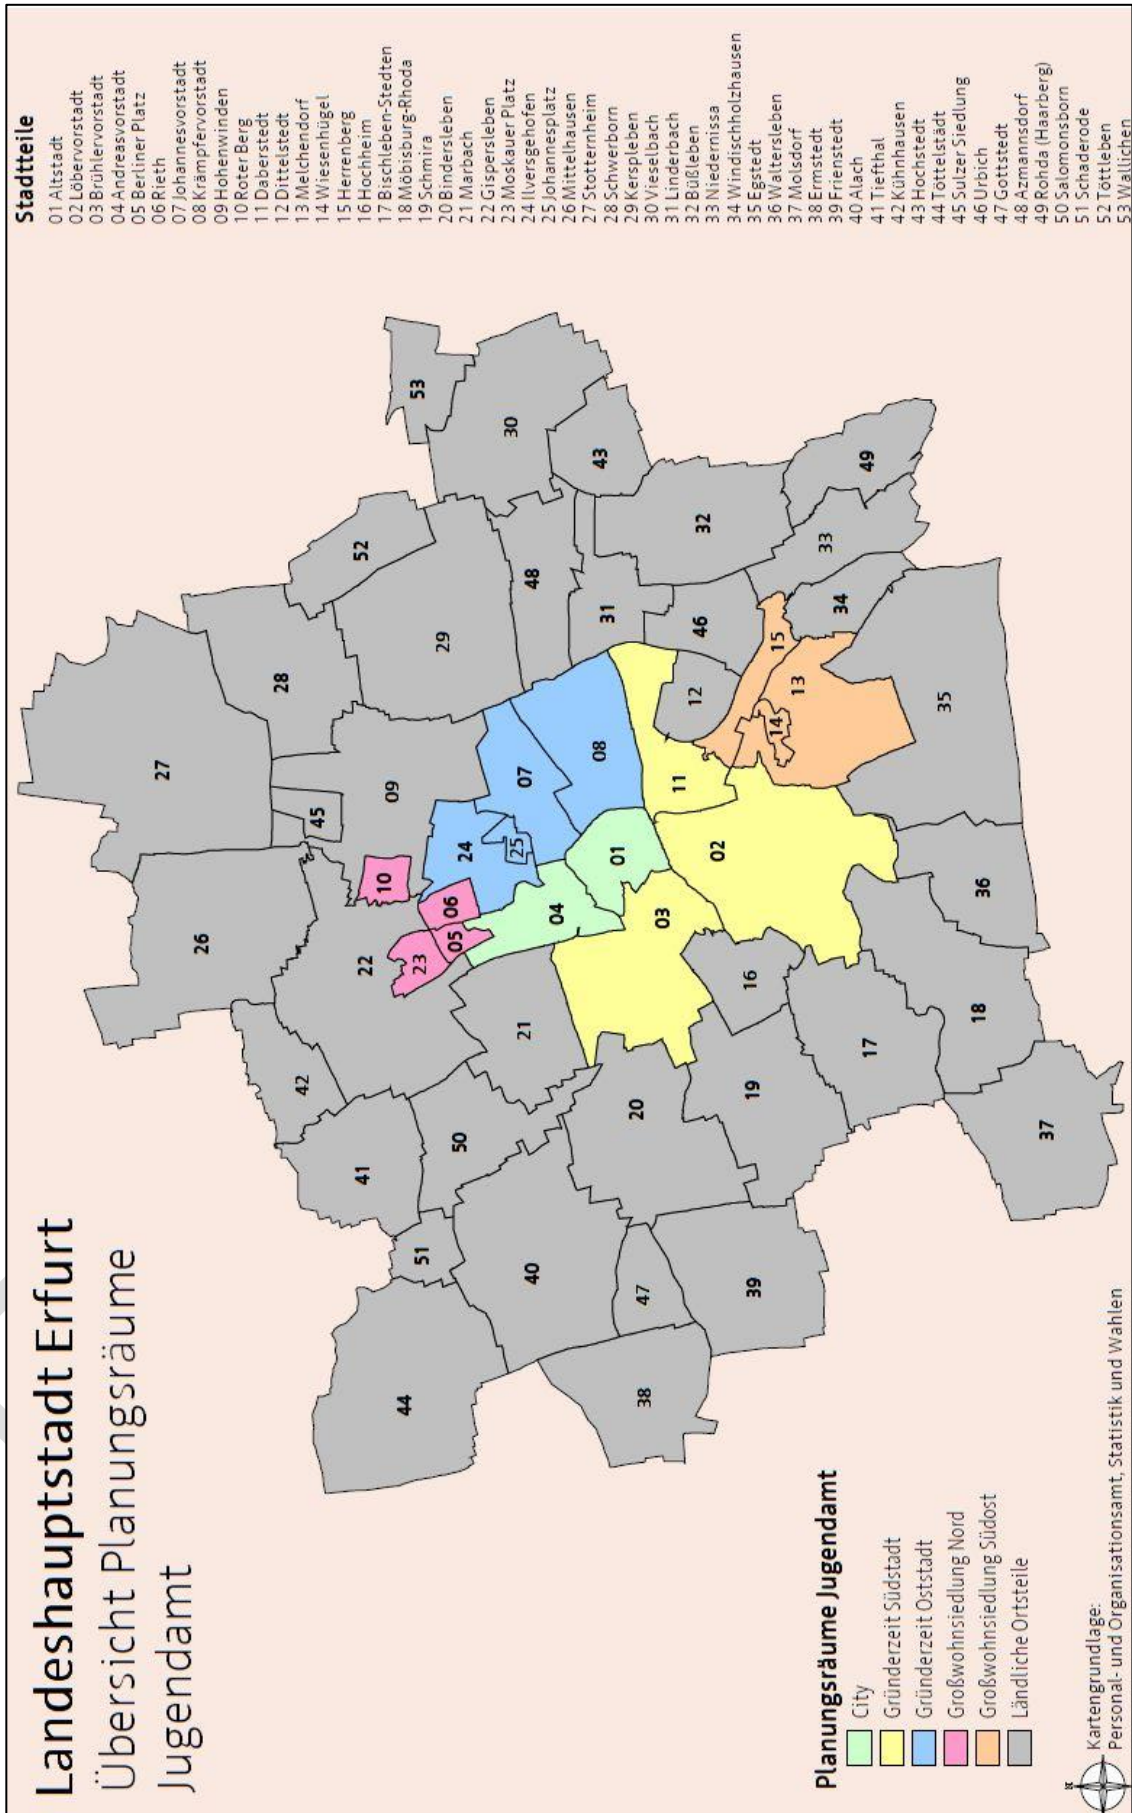 Landeshauptstadt Erfurt
Übersicht Planungsräume
Jugendamt
Stadtteile
01 Altstadt
02 Löbervorstadt
03 Brühlervorstadt
04 Andreasvorstadt
05 Berliner Platz
06 Rieth
07 Johannesvorstadt
08 Krämpfervorstadt
09 Hohenwinden
10 Roter Berg
11 Daberstedt
12 Dittelstedt
13 Melchendorf
14 Wiesenhügel
15 Herrenberg
16 Hochheim
17 Bischleben-Stedten
18 Möbisburg-Rhoda
19 Schmira
20 Bindersleben
21 Marbach
22 Gispersleben
23 Moskauer Platz
24 Ilversgehofen
25 Johannesplatz
26 Mittelhausen
27 Stotternheim
28 Schwerborn
29 Kerspleben
30 Vieselbach
31 Linderbach
32 Büßleben
33 Niedernissa
34 Windischholzhausen
35 Egstedt
36 Waltersleben
37 Molsdorf
38 Ermstedt
39 Frienstedt
40 Alach
41 Tiefthal
42 Kühnhausen
43 Hochstedt
44 Töttelstädt
45 Sulzer Siedlung
46 Urbich
47 Gottstedt
48 Azmannsdorf
49 Rohda (Haarberg)
50 Salomonsborn
51 Schaderode
52 Töttleben
53 Wallichen
27
28
52
53
26
45
09
29
30
42
22
10
24
07
48
43
41
23
05
06
25
08
31
32
49
44
51
50
21
04
01
11
12
46
33
40
20
03
02
14
13
15
34
38
47
39
19
16
17
18
36
35
37
Planungsräume Jugendamt
City
Gründerzeit Südstadt
Gründerzeit Oststadt
Großwohnsiedlung Nord
Großwohnsiedlung Südost
Ländliche Ortsteile
N
Kartengrundlage:
Personal- und Organisationsamt, Statistik und Wahlen